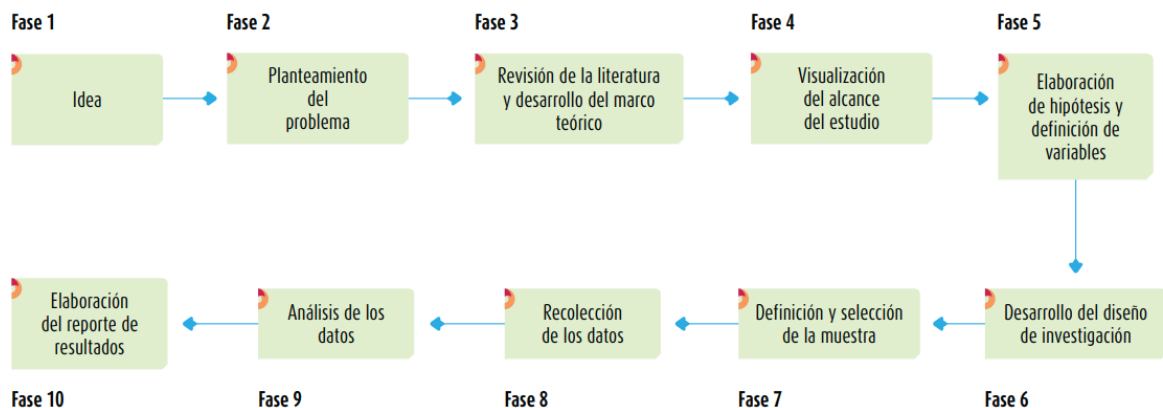 Fase 1
Idea
Fase 2
Planteamiento
del
problema
Fase 3
Revisión de la literatura
y desarrollo del marco
teórico
Fase 4
Visualización
del alcance
del estudio
Fase 5
Elaboración
de hipótesis y
definición de
variables
Desarrollo del diseño
de investigación
Fase 6
Definición y selección
de la muestra
Fase 7
Recolección
de los datos
Fase 8
Análisis de los
datos
Fase 9
Elaboración
del reporte de
resultados
Fase 10